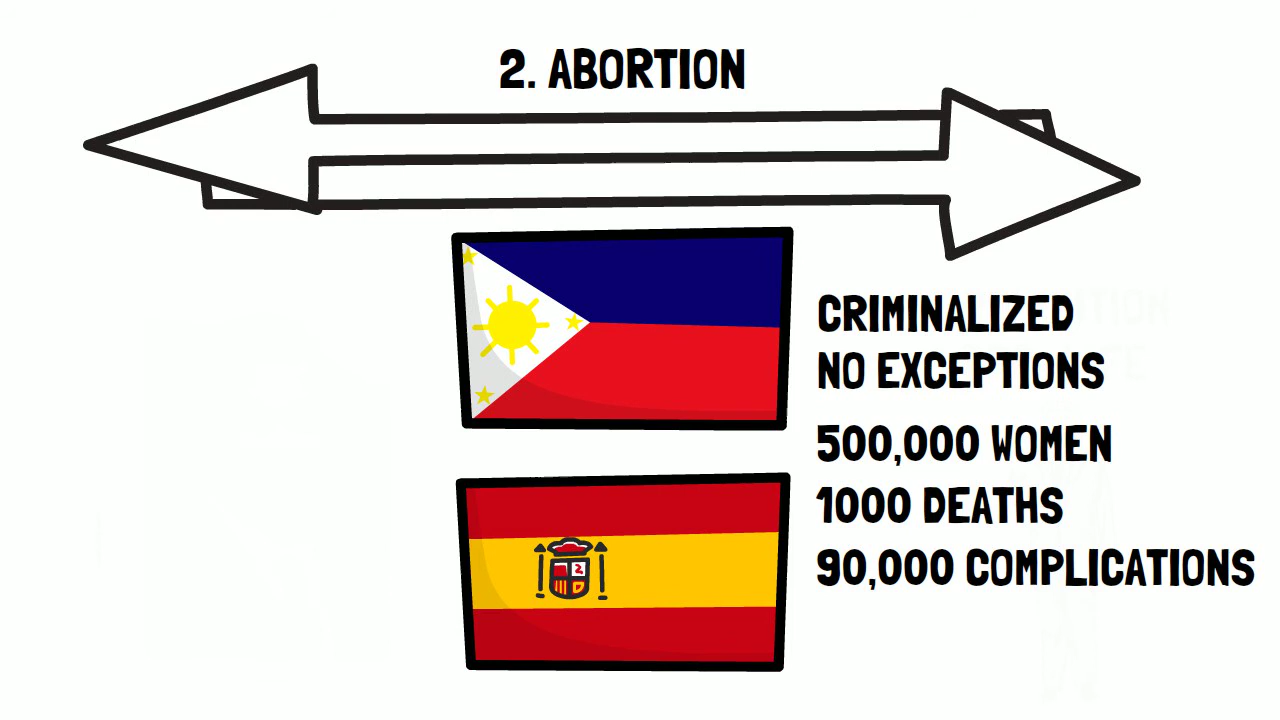 2. ABORTION
CRIMINALIZED
NO EXCEPTIONS
500,000 WOMEN
1000 DEATHS
90,000 COMPLICATIONS